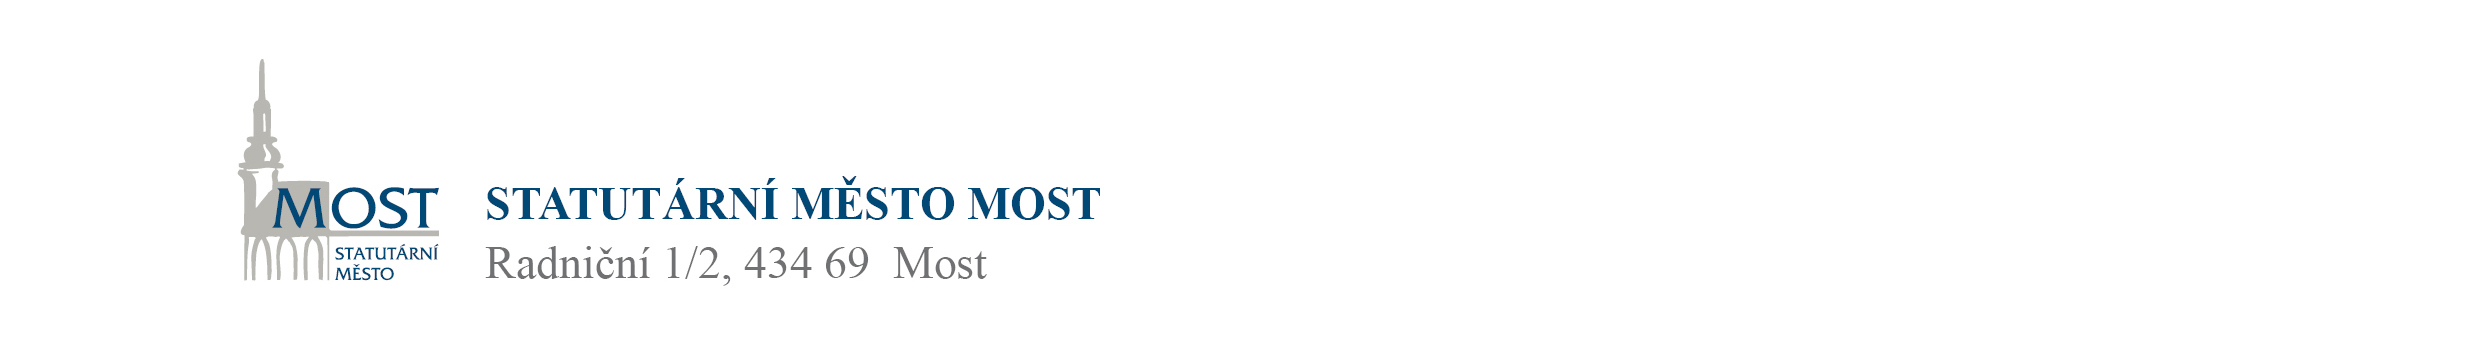 MOST
STATUTÁRNÍ
MĚSTO
STATUTÁRNÍ MĚSTO MOST
Radniční 1/2, 434 69  Most